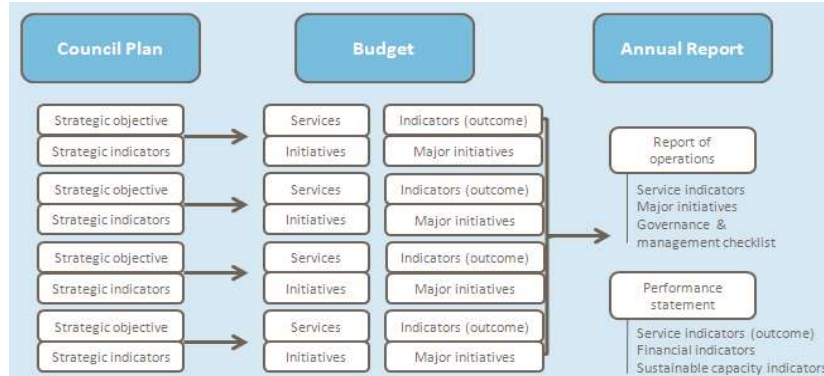 Council Plan
Budget
Annual Report
Strategic objective
Strategic indicators
Services
Initiatives
Indicators (outcome)
Major initiatives
Strategic objective
Strategic indicators
Services
Initiatives
Indicators (outcome)
Major initiatives
Strategic objective
Strategic indicators
Services
Initiatives
Indicators (outcome)
Major initiatives
Strategic objective
Strategic indicators
Services
Initiatives
Indicators (outcome)
Major initiatives
Report of
operations
Service indicators
Major initiatives
Governance &
management checklist
Performance
statement
Service indicators (outcome)
Financial indicators
Sustainable capacity indicators